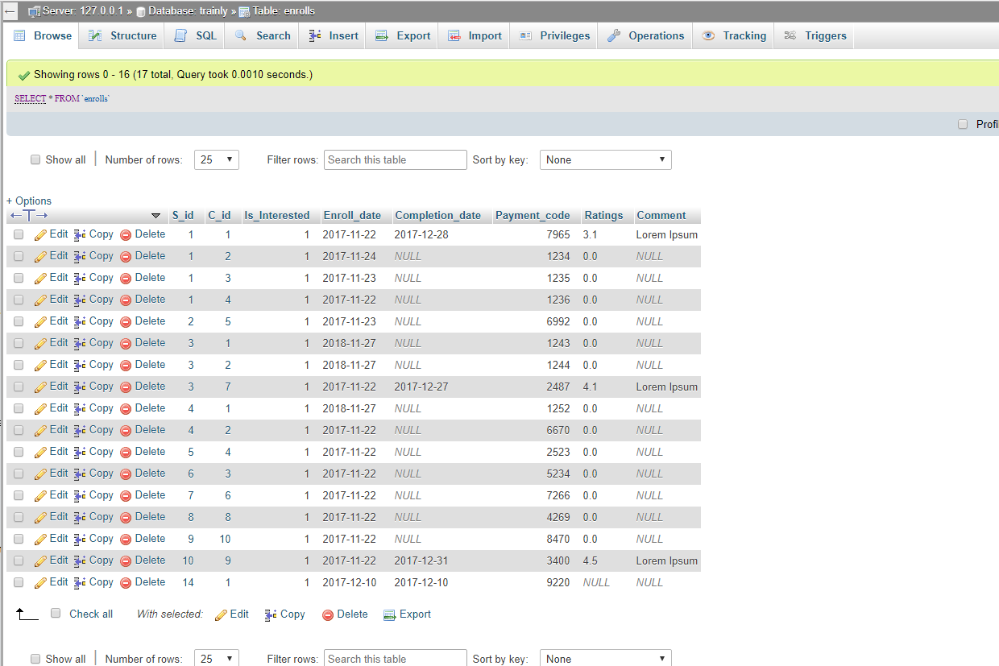 Server: 127.0.0.1 » Database: trainly » Table: enrolls
Browse Structure SQL Search Insert Export Import Privileges Operations Tracking Triggers
Showing rows 0 - 16 (17 total, Query took 0.0010 seconds.)
SELECT * FROM `enrolls`
Profi
Show all Number of rows: 25 Filter rows: Search this table Sort by key: None
+ Options
S_id C_id Is_Interested Enroll_date Completion_date Payment_code Ratings Comment
Edit Copy Delete 1 1 1 2017-11-22 2017-12-28 7965 3.1 Lorem Ipsum
Edit Copy Delete 1 2 1 2017-11-24 NULL 1234 0.0 NULL
Edit Copy Delete 1 3 1 2017-11-23 NULL 1235 0.0 NULL
Edit Copy Delete 1 4 1 2017-11-22 NULL 1236 0.0 NULL
Edit Copy Delete 2 5 1 2017-11-23 NULL 6992 0.0 NULL
Edit Copy Delete 3 1 1 2018-11-27 NULL 1243 0.0 NULL
Edit Copy Delete 3 2 1 2018-11-27 NULL 1244 0.0 NULL
Edit Copy Delete 3 7 1 2017-11-22 2017-12-27 2487 4.1 Lorem Ipsum
Edit Copy Delete 4 1 1 2018-11-27 NULL 1252 0.0 NULL
Edit Copy Delete 4 2 1 2017-11-22 NULL 6670 0.0 NULL
Edit Copy Delete 5 4 1 2017-11-22 NULL 2523 0.0 NULL
Edit Copy Delete 6 3 1 2017-11-22 NULL 5234 0.0 NULL
Edit Copy Delete 7 6 1 2017-11-22 NULL 7266 0.0 NULL
Edit Copy Delete 8 8 1 2017-11-22 NULL 4269 0.0 NULL
Edit Copy Delete 9 10 1 2017-11-22 NULL 8470 0.0 NULL
Edit Copy Delete 10 9 1 2017-11-22 2017-12-31 3400 4.5 Lorem Ipsum
Edit Copy Delete 14 1 1 2017-12-10 2017-12-10 9220 NULL NULL
Check all With selected: Edit Copy Delete Export
Show all Number of rows: 25 Filter rows: Search this table Sort by key: None